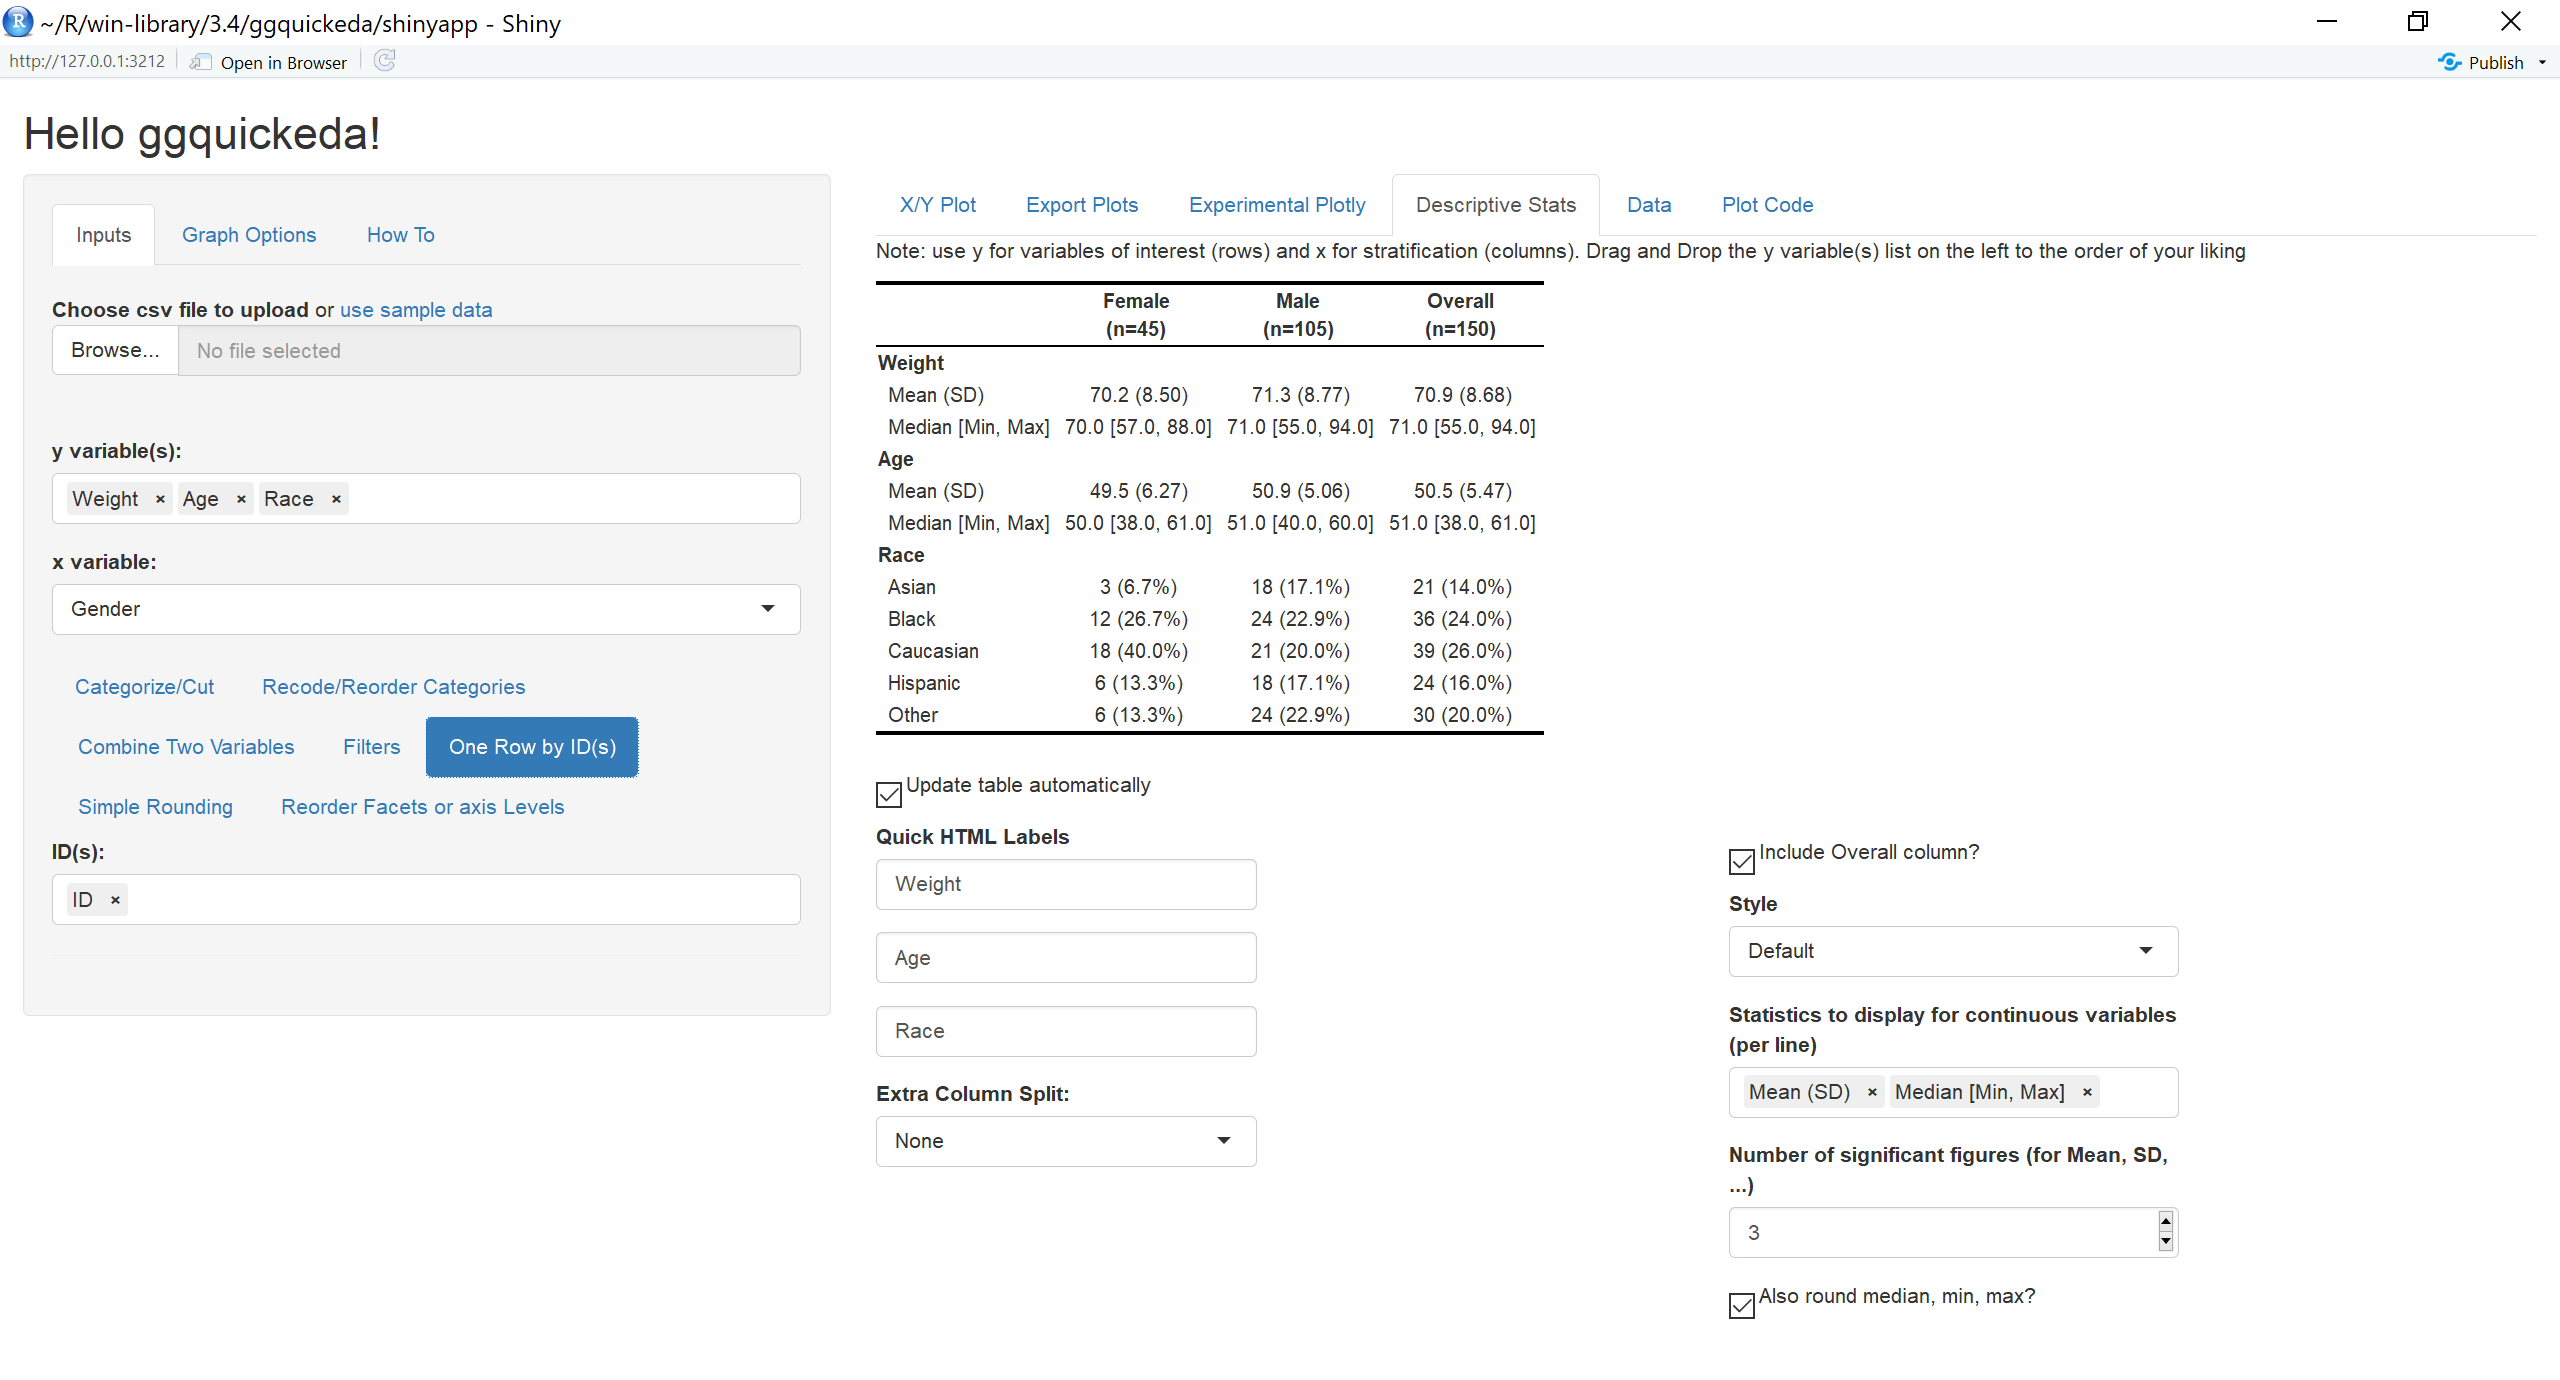 ~/R/win-library/3.4/ggquickeda/shinyapp - Shiny
http://127.0.0.1:3212 Open in Browser Publish
Hello ggquickeda!
Inputs Graph Options How To
Choose csv file to upload or use sample data
Browse... No file selected
y variable(s):
Weight × Age × Race ×
x variable:
Gender
Categorize/Cut Recode/Reorder Categories
Combine Two Variables Filters One Row by ID(s)
Simple Rounding Reorder Facets or axis Levels
ID(s):
ID ×
X/Y Plot Export Plots Experimental Plotly Descriptive Stats Data Plot Code
Note: use y for variables of interest (rows) and x for stratification (columns). Drag and Drop the y variable(s) list on the left to the order of your liking
Female Male Overall
(n=45) (n=105) (n=150)
Weight
Mean (SD) 70.2 (8.50) 71.3 (8.77) 70.9 (8.68)
Median [Min, Max] 70.0 [57.0, 88.0] 71.0 [55.0, 94.0] 71.0 [55.0, 94.0]
Age
Mean (SD) 49.5 (6.27) 50.9 (5.06) 50.5 (5.47)
Median [Min, Max] 50.0 [38.0, 61.0] 51.0 [40.0, 60.0] 51.0 [38.0, 61.0]
Race
Asian 3 (6.7%) 18 (17.1%) 21 (14.0%)
Black 12 (26.7%) 24 (22.9%) 36 (24.0%)
Caucasian 18 (40.0%) 21 (20.0%) 39 (26.0%)
Hispanic 6 (13.3%) 18 (17.1%) 24 (16.0%)
Other 6 (13.3%) 24 (22.9%) 30 (20.0%)
Update table automatically
Quick HTML Labels
Weight
Age
Race
Extra Column Split:
None
Include Overall column?
Style
Default
Statistics to display for continuous variables
(per line)
Mean (SD) × Median [Min, Max] ×
Number of significant figures (for Mean, SD,
...)
3
Also round median, min, max?